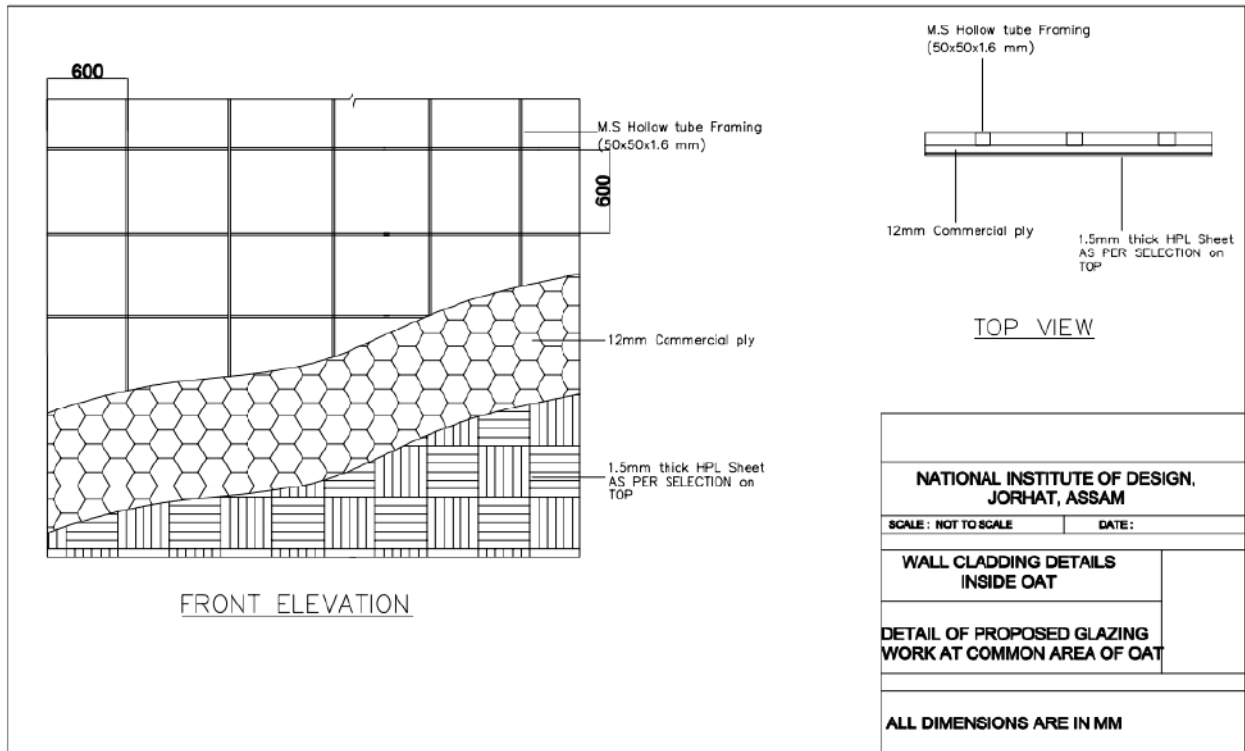 600
M.S Hollow tube Framing
(50x50x1.6 mm)
600
12mm Commercial ply
1.5mm thick HPL Sheet
AS PER SELECTION on
TOP
FRONT ELEVATION
M.S Hollow tube Framing
(50x50x1.6 mm)
12mm Commercial ply
1.5mm thick HPL Sheet
AS PER SELECTION on
TOP
TOP VIEW
NATIONAL INSTITUTE OF DESIGN,
JORHAT, ASSAM
SCALE : NOT TO SCALE
DATE :
WALL CLADDING DETAILS
INSIDE OAT
DETAIL OF PROPOSED GLAZING
WORK AT COMMON AREA OF OAT
ALL DIMENSIONS ARE IN MM